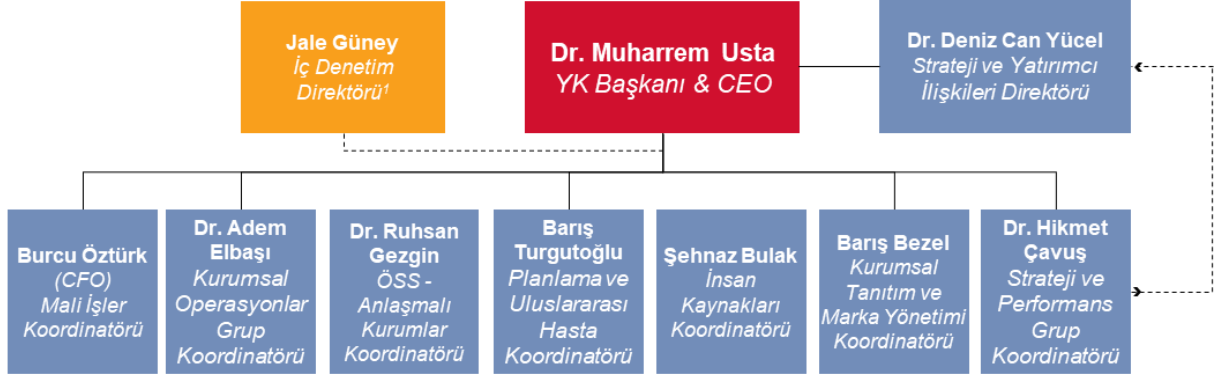 Jale Güney
İç Denetim
Direktörü¹
Dr. Muharrem Usta
YK Başkanı & CEO
Dr. Deniz Can Yücel
Strateji ve Yatırımcı
İlişkileri Direktörü
Burcu Öztürk
(CFO)
Mali İşler
Koordinatörü
Dr. Adem
Elbaşı
Kurumsal
Operasyonlar
Grup
Koordinatörü
Dr. Ruhsan
Gezgin
ÖSS -
Anlaşmalı
Kurumlar
Koordinatörü
Barış
Turgutoğlu
Planlama ve
Uluslararası
Hasta
Koordinatörü
Şehnaz Bulak
İnsan
Kaynakları
Koordinatörü
Barış Bezel
Kurumsal
Tanıtım ve
Marka Yönetimi
Koordinatörü
Dr. Hikmet
Çavuş
Strateji ve
Performans
Grup
Koordinatörü